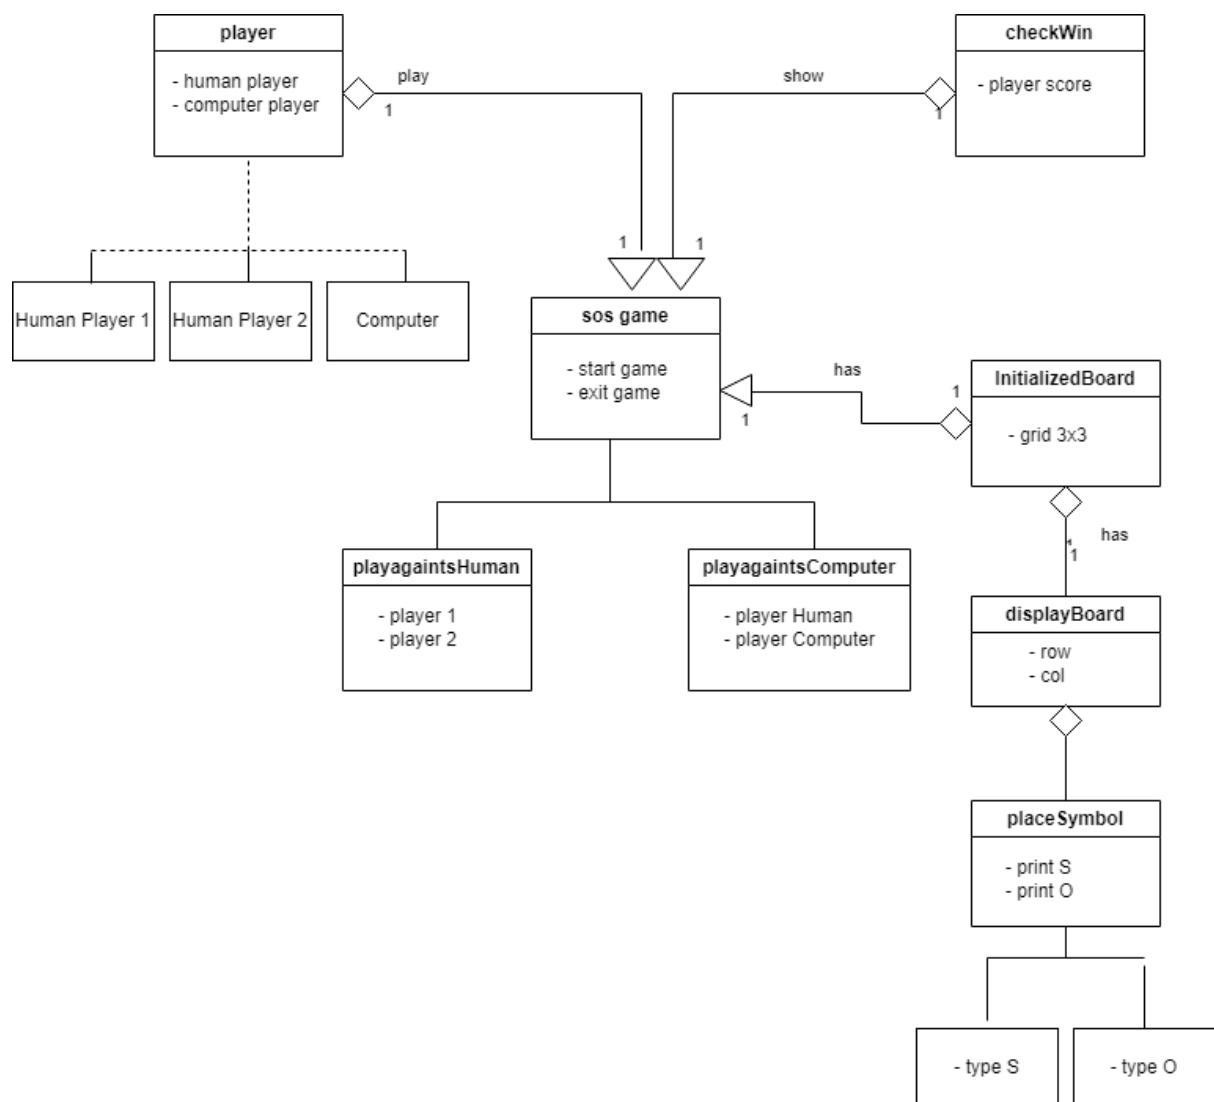 player
- human player
- computer player
play
1
show
checkWin
- player score
1
Human Player 1
Human Player 2
Computer
1
1
sos game
- start game
- exit game
1
has
1
InitializedBoard
- grid 3x3
has
1
1
playagaintsHuman
- player 1
- player 2
playagaintsComputer
- player Human
- player Computer
displayBoard
- row
- col
placeSymbol
- print S
- print O
- type S
- type O